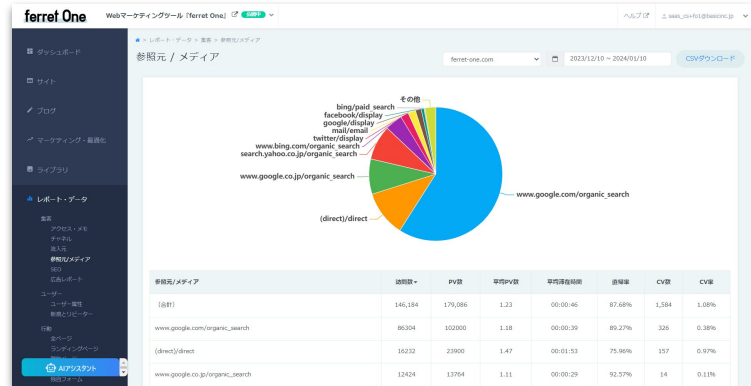 ferret One
Webマーケティングツール『ferret One』
公開中
ヘルプ
saas_cs+fo1@basicinc.jp
> レポート・データ > 集客 > 参照元/メディア
参照元 / メディア
ferret-one.com
2023/12/10 ~ 2024/01/10
CSVダウンロード
ダッシュボード
サイト
ブログ
マーケティング・最適化
ライブラリ
レポート・データ
集客
アクセス・メモ
チャネル
流入元
参照元/メディア
SEO
広告レポート
ユーザー
ユーザー属性
新規とリピーター
行動
全ページ
ランディングページ
AIアシスタント
独自フォーム
その他
bing/paid_search
facebook/display
google/display
mail/email
twitter/display
www.bing.com/organic_search
search.yahoo.co.jp/organic_search
www.google.co.jp/organic_search
(direct)/direct
www.google.com/organic_search
参照元/メディア 訪問数 PV数 平均PV数 平均滞在時間 直帰率 CV数 CV率
(合計) 146,184 179,086 1.23 00:00:46 87.68% 1,584 1.08%
www.google.com/organic_search 86304 102000 1.18 00:00:39 89.27% 326 0.38%
(direct)/direct 16232 23900 1.47 00:01:53 75.96% 157 0.97%
www.google.co.jp/organic_search 12424 13764 1.11 00:00:29 92.57% 14 0.11%